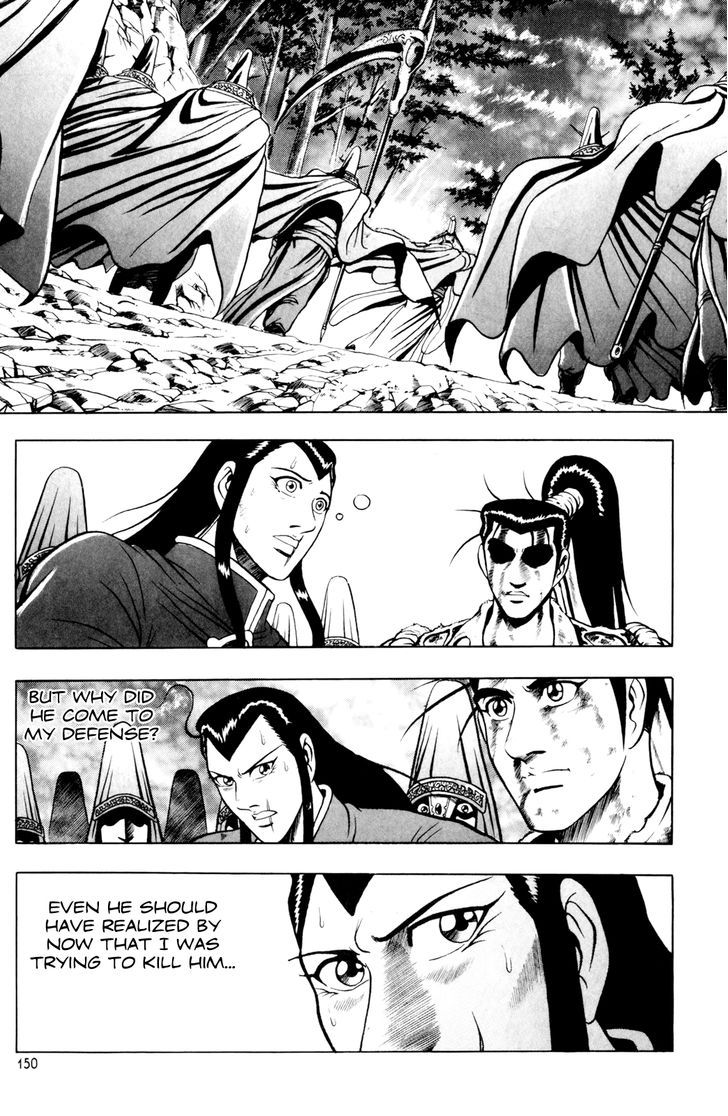 BUT WHY DID
HE COME TO
MY DEFENSE?
EVEN HE SHOULD
HAVE REALIZED BY
NOW THAT I WAS
TRYING TO KILL HIM...
150